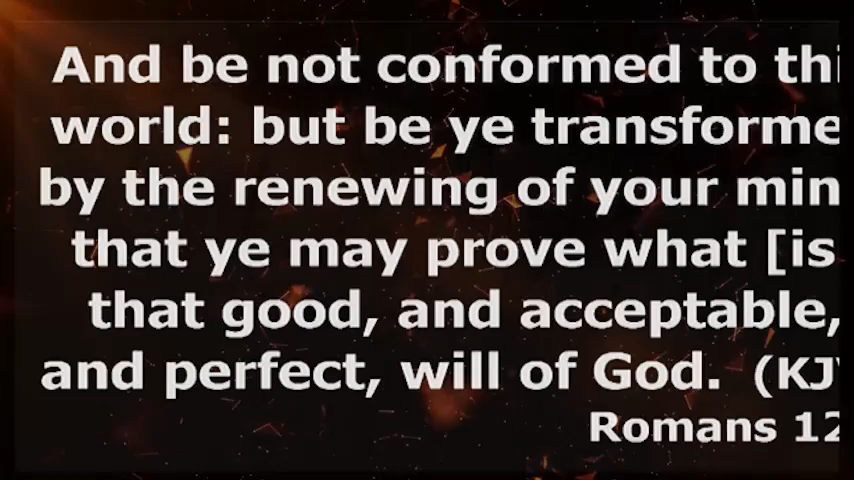 And be not conformed to thi
world: but be ye transforme
by the renewing of your min
that ye may prove what [is
that good, and acceptable,
and perfect, will of God. (KJV
Romans 12